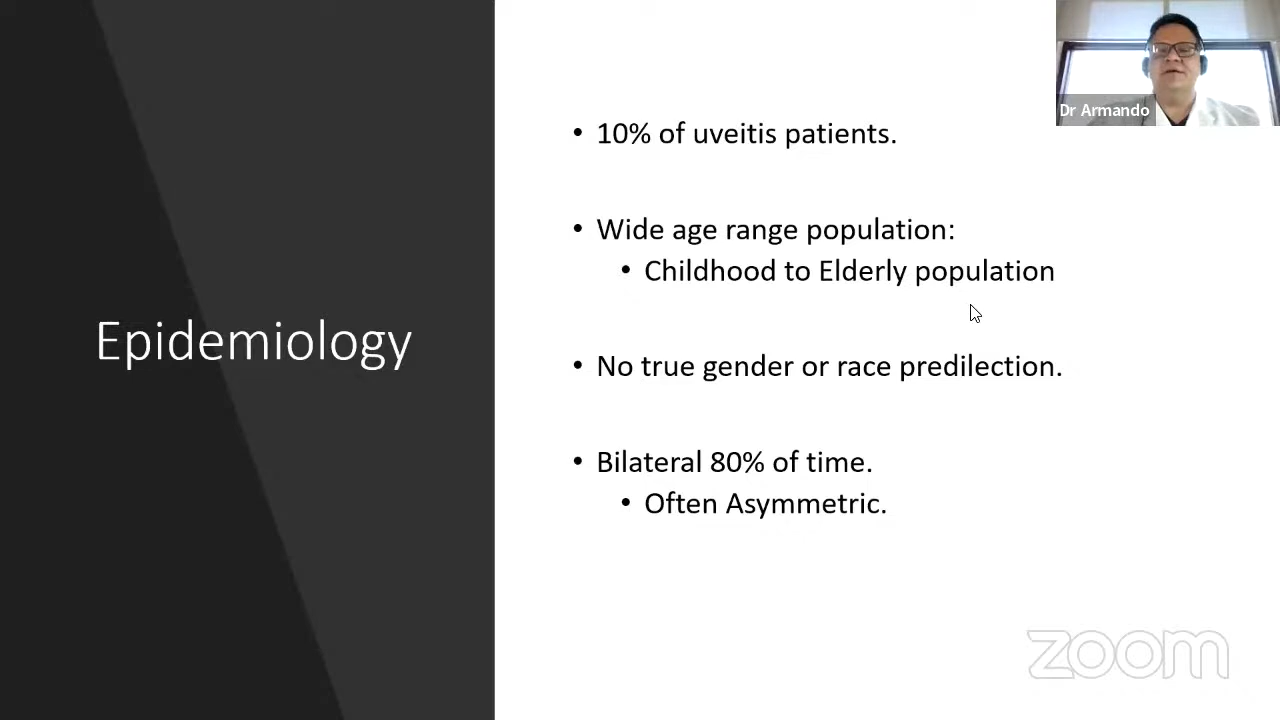 Dr Armando
Epidemiology
• 10% of uveitis patients.
• Wide age range population:
• Childhood to Elderly population
• No true gender or race predilection.
• Bilateral 80% of time.
• Often Asymmetric.
zoom